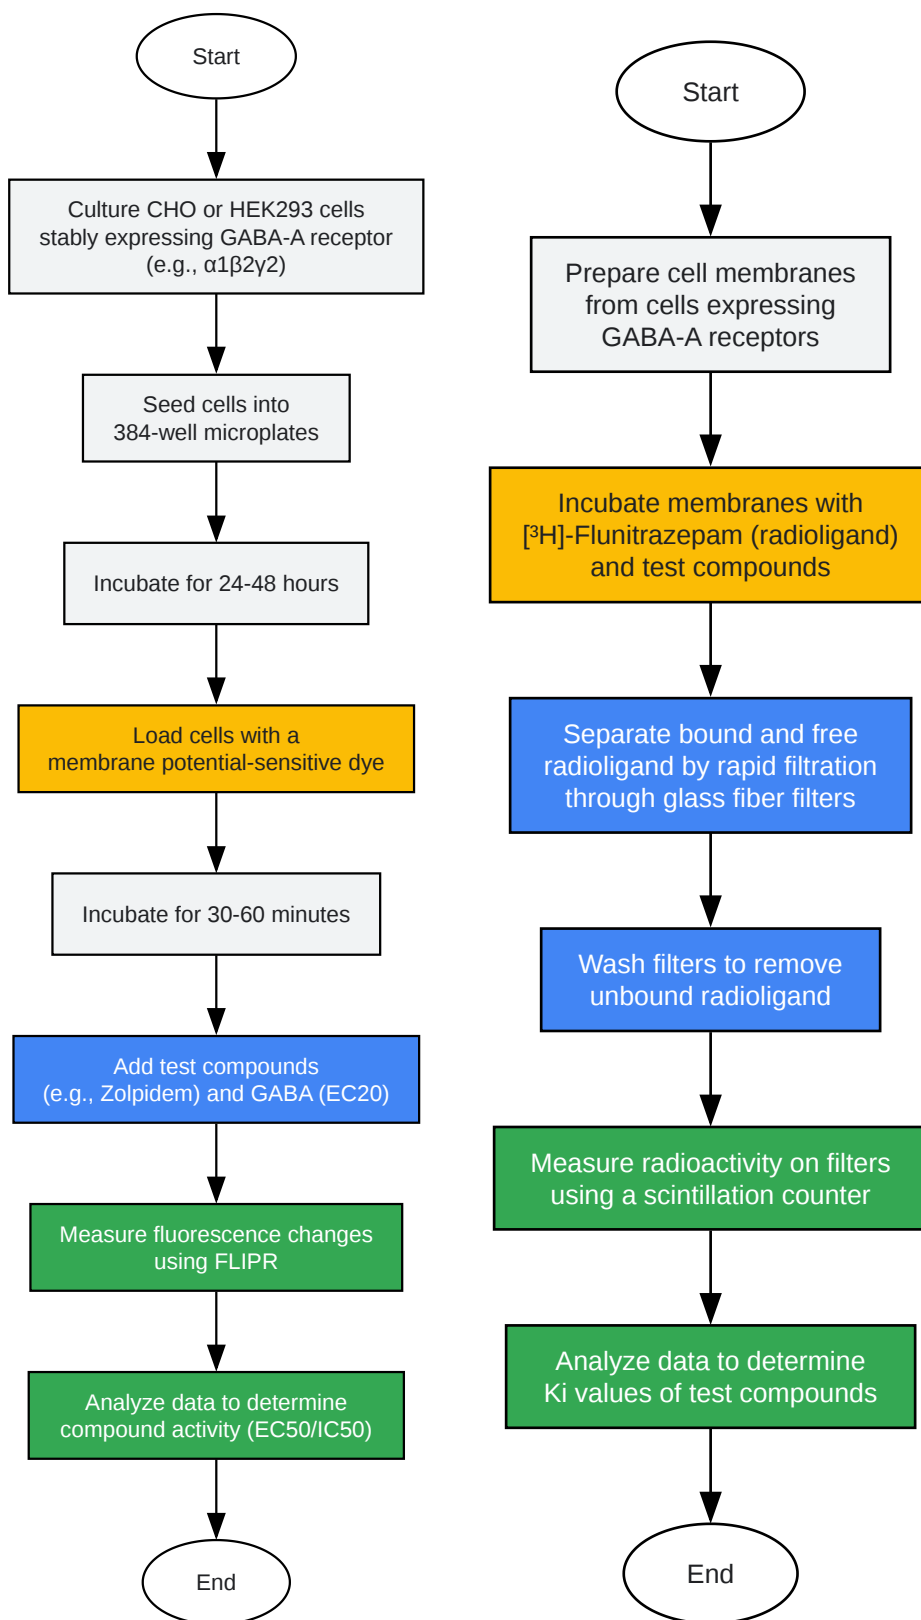 Start
Culture CHO or HEK293 cells
stably expressing GABA-A receptor
(e.g., α1β2γ2)
Seed cells into
384-well microplates
Incubate for 24-48 hours
Load cells with a
membrane potential-sensitive dye
Incubate for 30-60 minutes
Add test compounds
(e.g., Zolpidem) and GABA (EC20)
Measure fluorescence changes
using FLIPR
Analyze data to determine
compound activity (EC50/IC50)
End
Start
Prepare cell membranes
from cells expressing
GABA-A receptors
Incubate membranes with
[³H]-Flunitrazepam (radioligand)
and test compounds
Separate bound and free
radioligand by rapid filtration
through glass fiber filters
Wash filters to remove
unbound radioligand
Measure radioactivity on filters
using a scintillation counter
Analyze data to determine
Ki values of test compounds
End